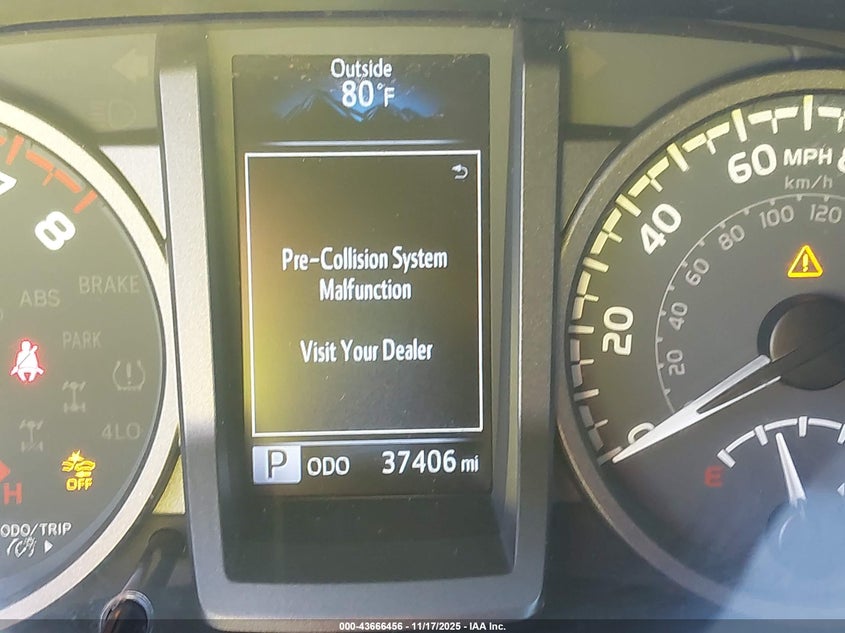 Outside
80°F
Pre-Collision System
Malfunction
Visit Your Dealer
P ODO 37406 mi
7
8
ABS
BRAKE
PARK
4LO
OFF
H
ODO/TRIP
60 MPH
km/h
40
20
0
120
100
80
60
40
20
E
000-43666456 - 11/17/2025 - IAA Inc.